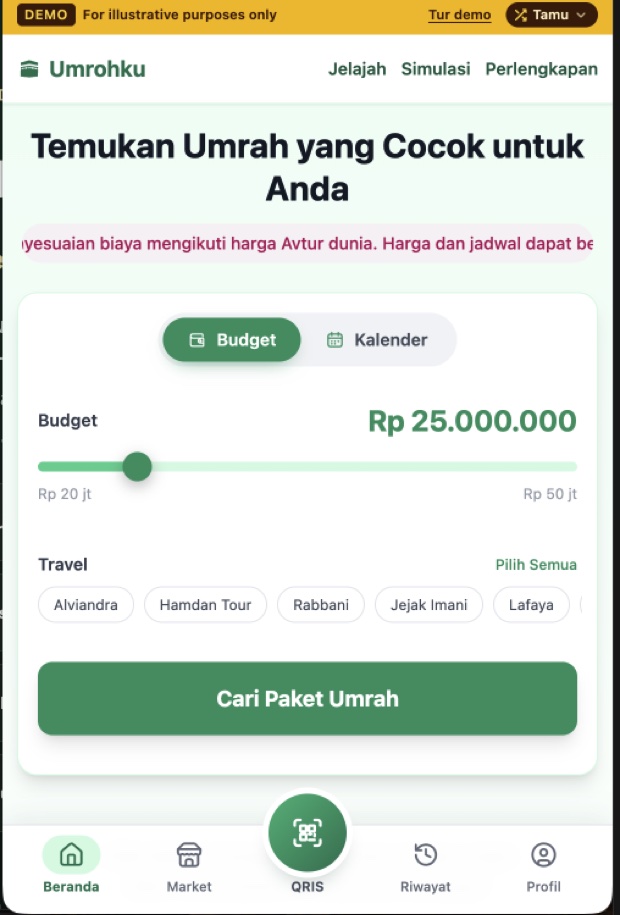 DEMO For illustrative purposes only Tur demo Tamu
Umrohku Jelajah Simulasi Perlengkapan
Temukan Umrah yang Cocok untuk
Anda
biaya mengikuti harga Avtur dunia. Harga dan jadwal dapat
Budget Kalender
Budget Rp 25.000.000
Rp 20 jt Rp 50 jt
Travel Pilih Semua
Alviandra Hamdan Tour Rabbani Jejak Imani Lafaya
Cari Paket Umrah
Beranda Market QRIS Riwayat Profil